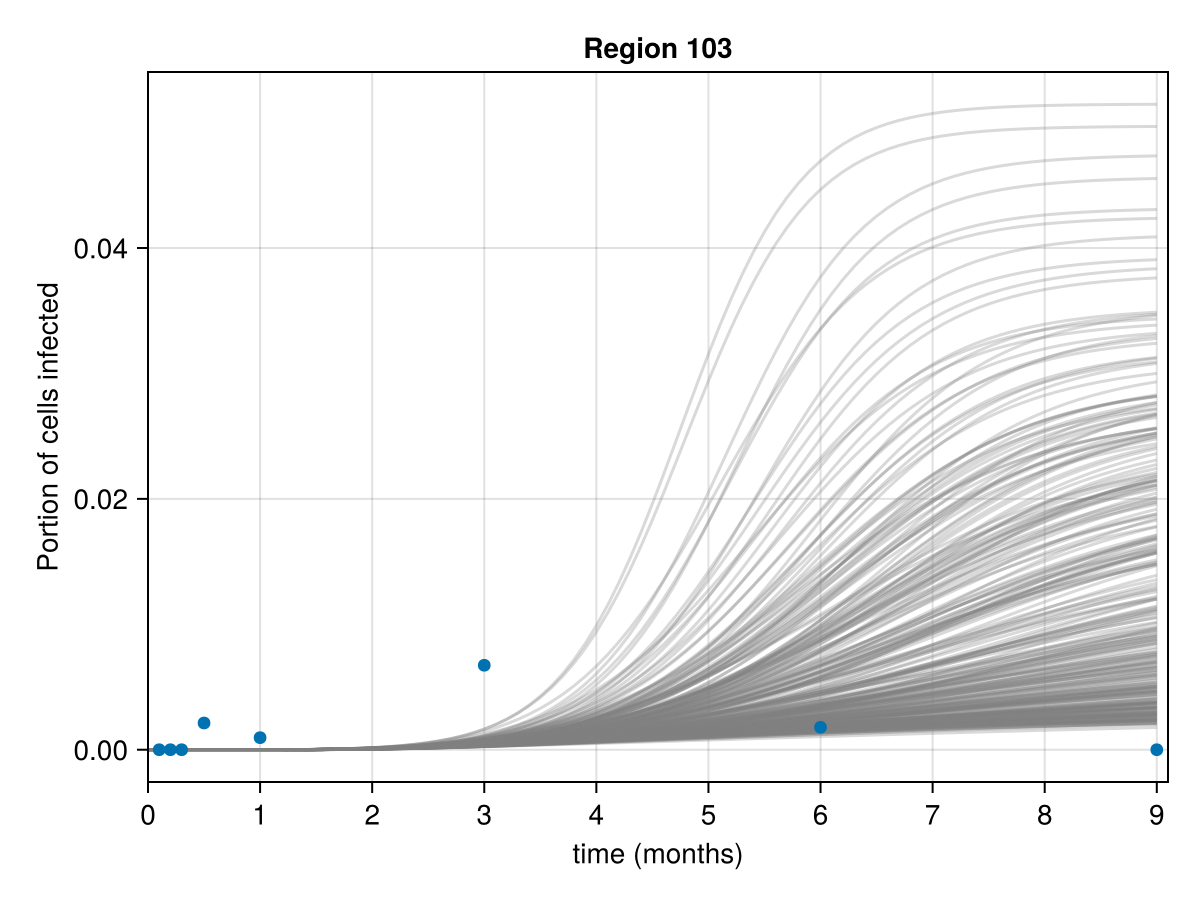 Region 103
Portion of cells infected
0.04
0.02
0.00
0 1 2 3 4 5 6 7 8 9
time (months)